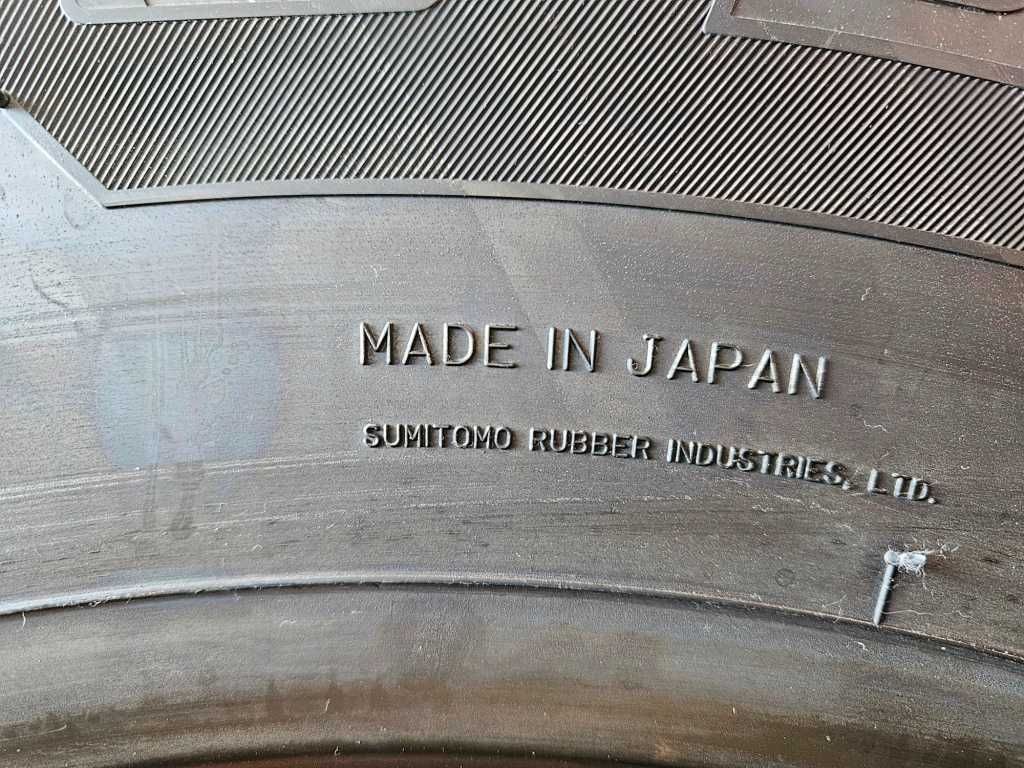 MADE IN JAPAN
SUMITOMO RUBBER INDUSTRIES, LTD.